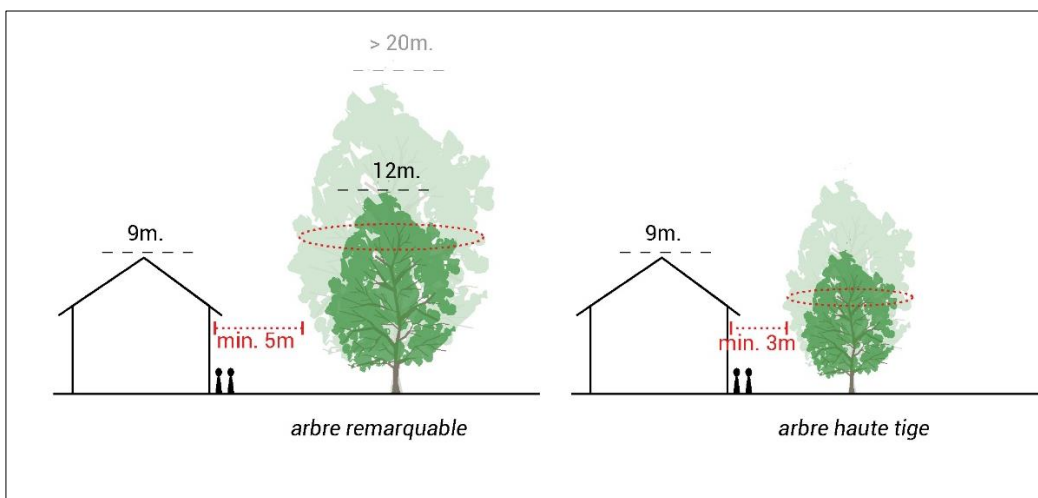 > 20m.
12m.
9m.
min. 5m
arbre remarquable
9m.
min. 3m
arbre haute tige